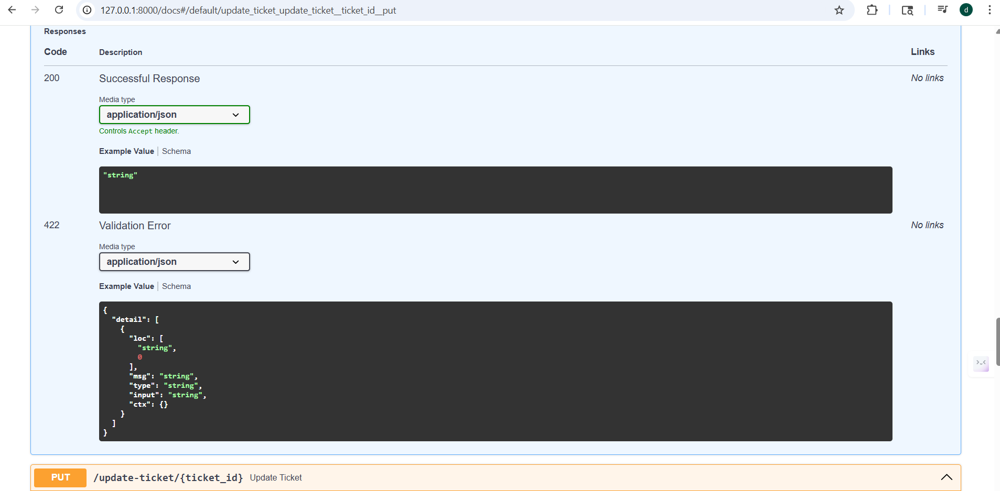 127.0.0.1:8000/docs#/default/update_ticket_update_ticket__ticket_id__put
d
Responses
Code Description Links
200 Successful Response No links
Media type
application/json
Controls Accept header.
Example Value | Schema
"string"
422 Validation Error No links
Media type
application/json
Example Value | Schema
{
  "detail": [
    {
      "loc": [
        "string",
        0
      ],
      "msg": "string",
      "type": "string",
      "input": "string",
      "ctx": {}
    }
  ]
}
PUT /update-ticket/{ticket_id} Update Ticket